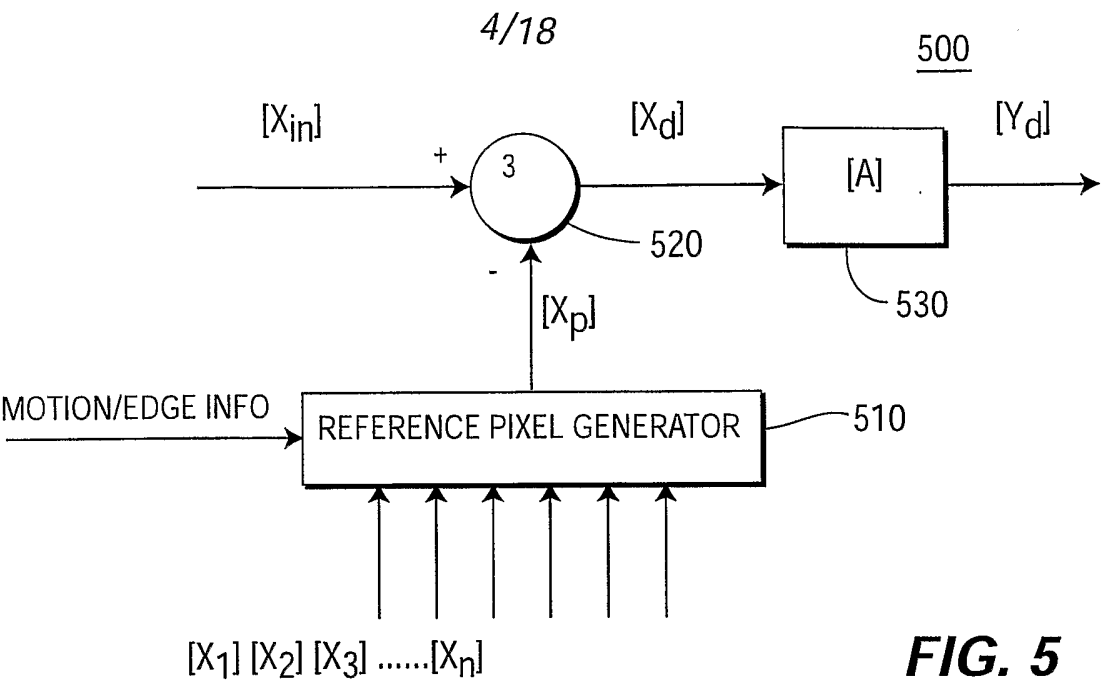 4/18
500
[Xin]
[Xd]
[Yd]
+
3
[A]
520
-
530
[Xp]
MOTION/EDGE INFO
REFERENCE PIXEL GENERATOR
510
[X1] [X2] [X3] ......[Xn]
FIG. 5